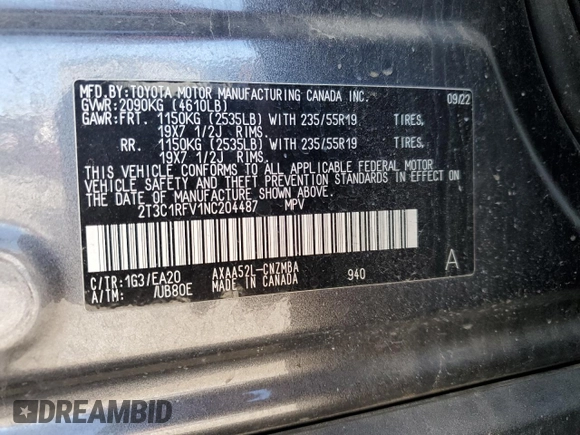 MFD.BY:TOYOTA MOTOR MANUFACTURING CANADA INC. 09/22
GVWR:2090KG (4610LB)
GAWR:FRT. 1150KG (2535LB) WITH 235/55R19 TIRES,
19X7 1/2J RIMS.
RR. 1150KG (2535LB) WITH 235/55R19 TIRES,
19X7 1/2J RIMS.
THIS VEHICLE CONFORMS TO ALL APPLICABLE FEDERAL MOTOR
VEHICLE SAFETY AND THEFT PREVENTION STANDARDS IN EFFECT ON
THE DATE OF MANUFACTURE SHOWN ABOVE.
2T3C1RFV1NC204487 MPV
C/TR:1G3/EA20 AXAA52L-CNZMBA 940 A
A/TM: /UB80E MADE IN CANADA
DREAMBID